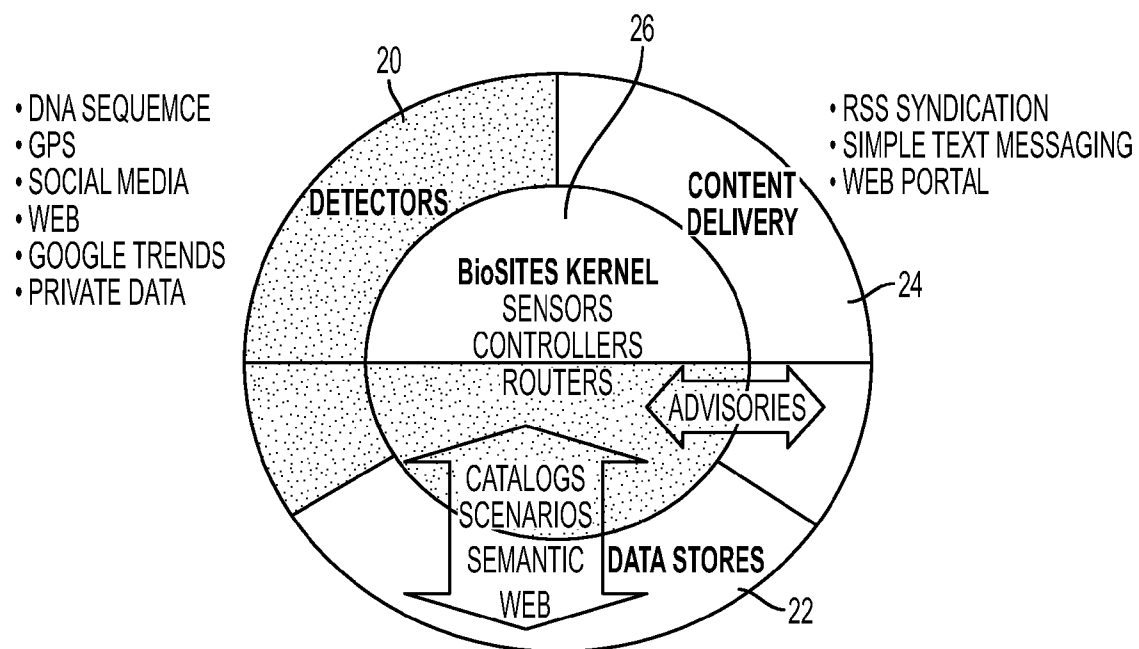 26
20
• DNA SEQUEMCE
• GPS
• SOCIAL MEDIA
• WEB
• GOOGLE TRENDS
• PRIVATE DATA
DETECTORS
• RSS SYNDICATION
• SIMPLE TEXT MESSAGING
• WEB PORTAL
CONTENT
DELIVERY
24
BioSITES KERNEL
SENSORS
CONTROLLERS
ROUTERS
ADVISORIES
CATALOGS
SCENARIOS
SEMANTIC
WEB
DATA STORES
22